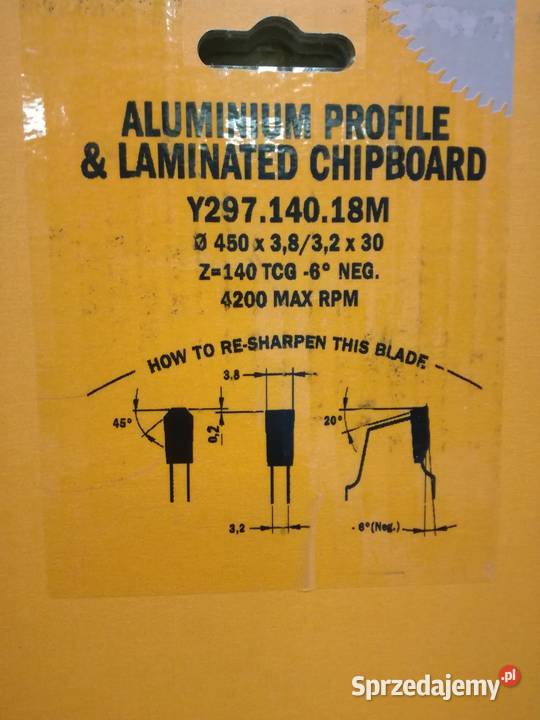 ALUMINIUM PROFILE
& LAMINATED CHIPBOARD
Y297.140.18M
Ø 450 x 3,8/3,2 x 30
Z=140 TCG -6° NEG.
4200 MAX RPM
HOW TO RE-SHARPEN THIS BLADE
3,8
45°
0,2
20°
3,2
- 6° (Neg.)
Sprzedajemy.pl